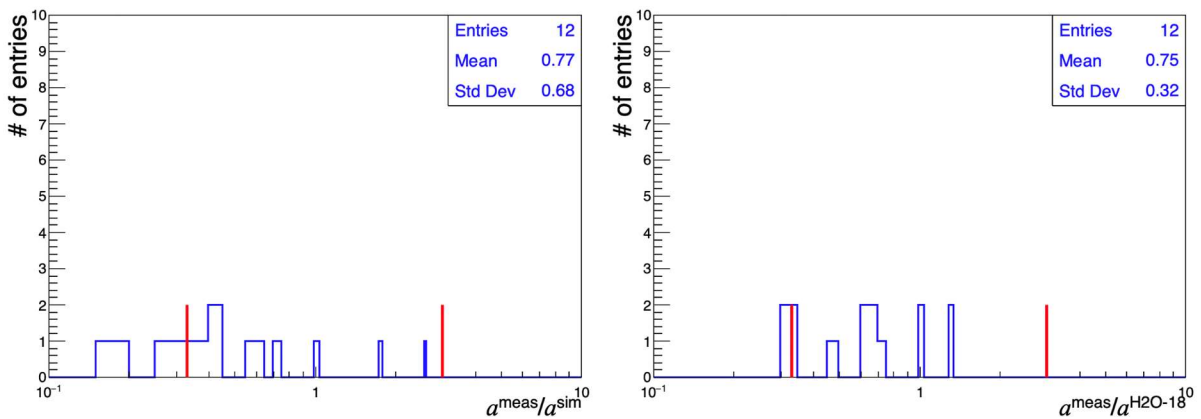 # of entries
10
9
8
7
6
5
4
3
2
1
0
Entries 12
Mean 0.77
Std Dev 0.68
10⁻¹ 1 10
aᵐᵉᵃˢ/aˢⁱᵐ
# of entries
10
9
8
7
6
5
4
3
2
1
0
Entries 12
Mean 0.75
Std Dev 0.32
10⁻¹ 1 10
a^meas/a^H2O-18